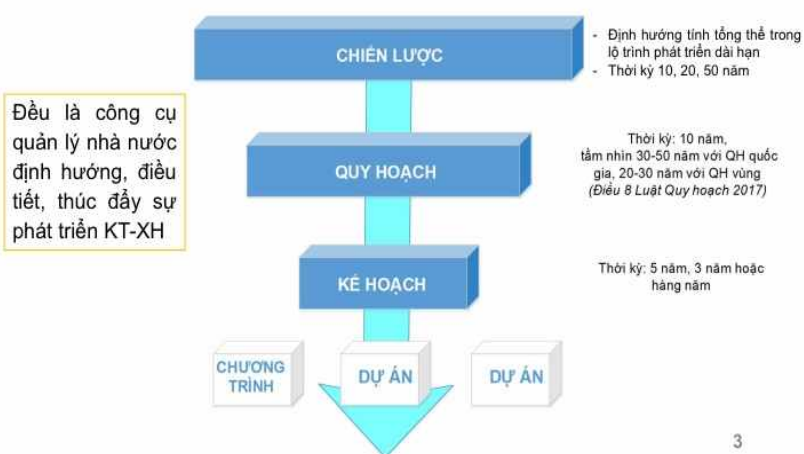 CHIẾN LƯỢC
- Định hướng tính tổng thể trong
lộ trình phát triển dài hạn
- Thời kỳ 10, 20, 50 năm
Đều là công cụ
quản lý nhà nước
định hướng, điều
tiết, thúc đẩy sự
phát triển KT-XH
QUY HOẠCH
Thời kỳ: 10 năm,
tầm nhìn 30-50 năm với QH quốc
gia, 20-30 năm với QH vùng
(Điều 8 Luật Quy hoạch 2017)
KẾ HOẠCH
Thời kỳ: 5 năm, 3 năm hoặc
hàng năm
CHƯƠNG
TRÌNH
DỰ ÁN
DỰ ÁN
3